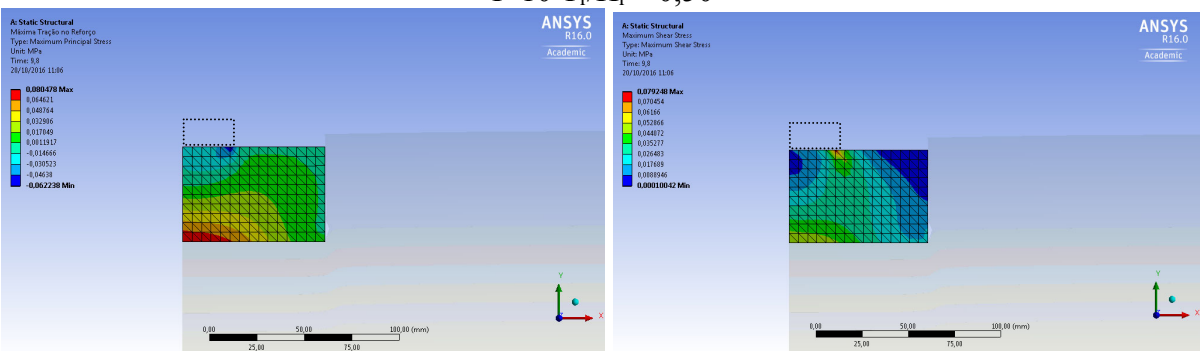 A: Static Structural
Máxima Tração no Reforço
Type: Maximum Principal Stress
Unit: MPa
Time: 9,8
20/10/2016 11:06
0,080478 Max
0,064621
0,048764
0,032906
0,017049
0,0011917
-0,014666
-0,030523
-0,04638
-0,062238 Min
ANSYS
R16.0
Academic
0,00 50,00 100,00 (mm)
25,00 75,00
Y
X
A: Static Structural
Maximum Shear Stress
Type: Maximum Shear Stress
Unit: MPa
Time: 9,8
20/10/2016 11:06
0,079248 Max
0,070454
0,06166
0,052866
0,044072
0,035277
0,026483
0,017689
0,0088946
0,00010042 Min
ANSYS
R16.0
Academic
0,00 50,00 100,00 (mm)
25,00 75,00
Y
X